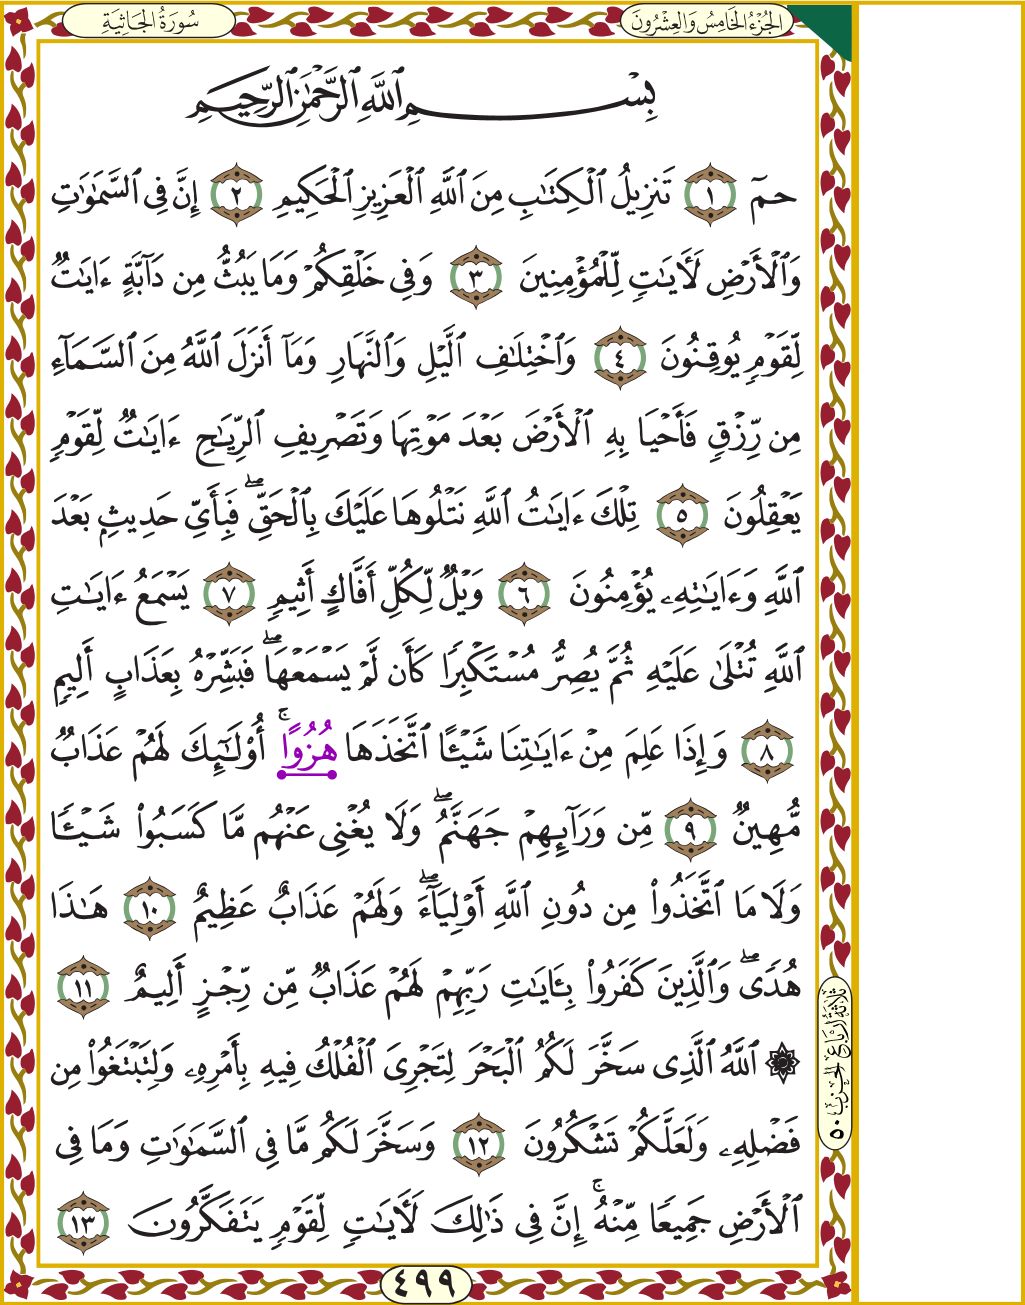 سُورَةُ الجَاثِيَةِ
الجُزْءُ الخَامِسُ وَالعِشْرُونَ
بِسْمِ ٱللَّهِ ٱلرَّحْمَٰنِ ٱلرَّحِيمِ
حمٓ ١ تَنزِيلُ ٱلْكِتَٰبِ مِنَ ٱللَّهِ ٱلْعَزِيزِ ٱلْحَكِيمِ ٢ إِنَّ فِى ٱلسَّمَٰوَٰتِ
وَٱلْأَرْضِ لَءَايَٰتٍ لِّلْمُؤْمِنِينَ ٣ وَفِى خَلْقِكُمْ وَمَا يَبُثُّ مِن دَآبَّةٍ ءَايَٰتٌ
لِّقَوْمٍ يُوقِنُونَ ٤ وَٱخْتِلَٰفِ ٱلَّيْلِ وَٱلنَّهَارِ وَمَآ أَنزَلَ ٱللَّهُ مِنَ ٱلسَّمَآءِ
مِن رِّزْقٍ فَأَحْيَا بِهِ ٱلْأَرْضَ بَعْدَ مَوْتِهَا وَتَصْرِيفِ ٱلرِّيَٰحِ ءَايَٰتٌ لِّقَوْمٍ
يَعْقِلُونَ ٥ تِلْكَ ءَايَٰتُ ٱللَّهِ نَتْلُوهَا عَلَيْكَ بِٱلْحَقِّ ۖ فَبِأَىِّ حَدِيثٍۭ بَعْدَ
ٱللَّهِ وَءَايَٰتِهِۦ يُؤْمِنُونَ ٦ وَيْلٌ لِّكُلِّ أَفَّاكٍ أَثِيمٍ ٧ يَسْمَعُ ءَايَٰتِ
ٱللَّهِ تُتْلَىٰ عَلَيْهِ ثُمَّ يُصِرُّ مُسْتَكْبِرًا كَأَن لَّمْ يَسْمَعْهَا ۖ فَبَشِّرْهُ بِعَذَابٍ أَلِيمٍ
٨ وَإِذَا عَلِمَ مِنْ ءَايَٰتِنَا شَيْـًٔا ٱتَّخَذَهَا هُزُوًا ۚ أُو۟لَٰٓئِكَ لَهُمْ عَذَابٌ
مُّهِينٌ ٩ مِّن وَرَآئِهِمْ جَهَنَّمُ ۖ وَلَا يُغْنِى عَنْهُم مَّا كَسَبُوا۟ شَيْـًٔا
وَلَا مَا ٱتَّخَذُوا۟ مِن دُونِ ٱللَّهِ أَوْلِيَآءَ ۖ وَلَهُمْ عَذَابٌ عَظِيمٌ ١٠ هَٰذَا
هُدًى ۖ وَٱلَّذِينَ كَفَرُوا۟ بِـَٔايَٰتِ رَبِّهِمْ لَهُمْ عَذَابٌ مِّن رِّجْزٍ أَلِيمٌ ١١
۞ ٱللَّهُ ٱلَّذِى سَخَّرَ لَكُمُ ٱلْبَحْرَ لِتَجْرِىَ ٱلْفُلْكُ فِيهِ بِأَمْرِهِۦ وَلِتَبْتَغُوا۟ مِن
فَضْلِهِۦ وَلَعَلَّكُمْ تَشْكُرُونَ ١٢ وَسَخَّرَ لَكُم مَّا فِى ٱلسَّمَٰوَٰتِ وَمَا فِى
ٱلْأَرْضِ جَمِيعًا مِّنْهُ ۚ إِنَّ فِى ذَٰلِكَ لَءَايَٰتٍ لِّقَوْمٍ يَتَفَكَّرُونَ ١٣
ثلاثة أرباع الحزب ٥٠
٤٩٩